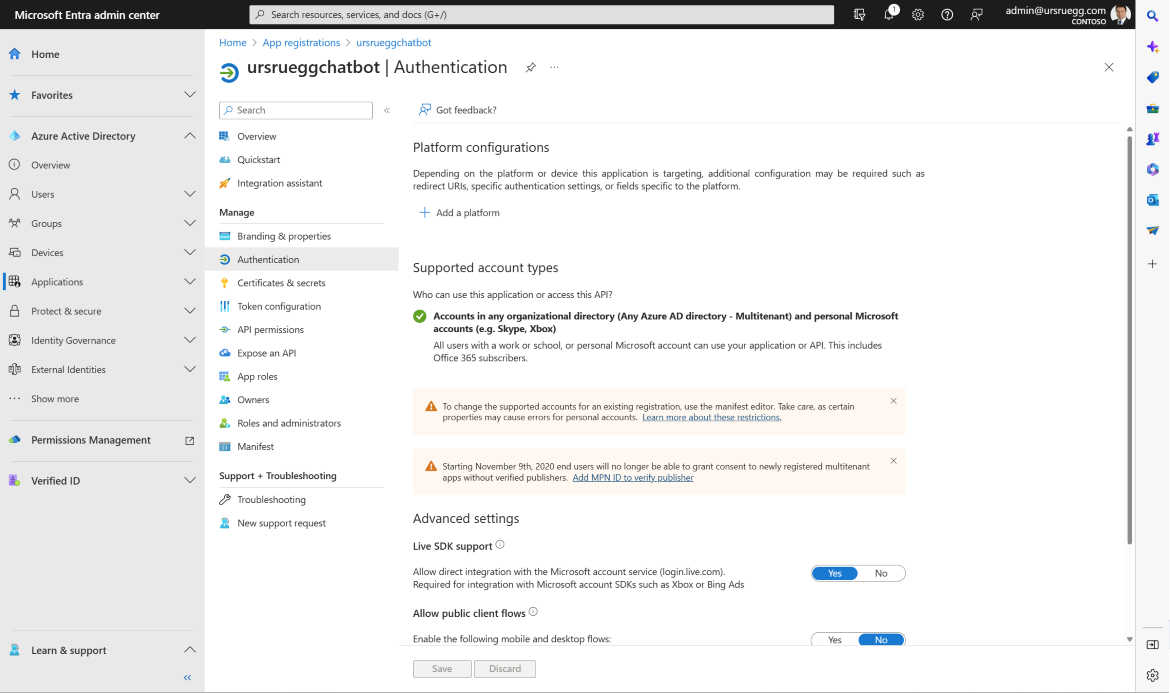 Microsoft Entra admin center
Search resources, services, and docs (G+/)
1
admin@ursruegg.com
CONTOSO
Home
Favorites
Azure Active Directory
Overview
Users
Groups
Devices
Applications
Protect & secure
Identity Governance
External Identities
Show more
Permissions Management
Verified ID
Learn & support
Home > App registrations > ursrueggchatbot
ursrueggchatbot | Authentication
Search
Overview
Quickstart
Integration assistant
Manage
Branding & properties
Authentication
Certificates & secrets
Token configuration
API permissions
Expose an API
App roles
Owners
Roles and administrators
Manifest
Support + Troubleshooting
Troubleshooting
New support request
Got feedback?
Platform configurations
Depending on the platform or device this application is targeting, additional configuration may be required such as
redirect URIs, specific authentication settings, or fields specific to the platform.
Add a platform
Supported account types
Who can use this application or access this API?
Accounts in any organizational directory (Any Azure AD directory - Multitenant) and personal Microsoft
accounts (e.g. Skype, Xbox)
All users with a work or school, or personal Microsoft account can use your application or API. This includes
Office 365 subscribers.
To change the supported accounts for an existing registration, use the manifest editor. Take care, as certain
properties may cause errors for personal accounts. Learn more about these restrictions.
Starting November 9th, 2020 end users will no longer be able to grant consent to newly registered multitenant
apps without verified publishers. Add MPN ID to verify publisher
Advanced settings
Live SDK support
Allow direct integration with the Microsoft account service (login.live.com).
Required for integration with Microsoft account SDKs such as Xbox or Bing Ads
Yes No
Allow public client flows
Enable the following mobile and desktop flows:
Yes No
Save Discard